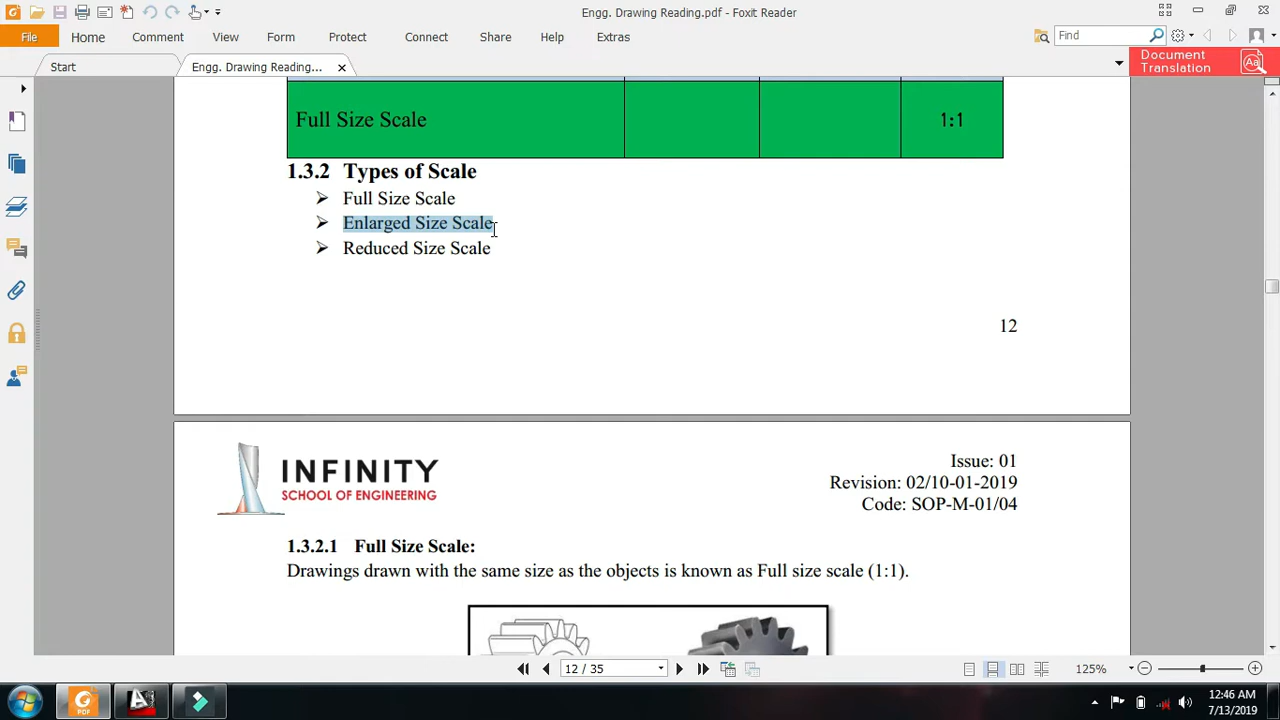 Engg. Drawing Reading.pdf - Foxit Reader
File Home Comment View Form Protect Connect Share Help Extras Find
Start Engg. Drawing Reading...
Document
Translation
Full Size Scale 1:1
1.3.2 Types of Scale
➢ Full Size Scale
➢ Enlarged Size Scale
➢ Reduced Size Scale
12
INFINITY
SCHOOL OF ENGINEERING
Issue: 01
Revision: 02/10-01-2019
Code: SOP-M-01/04
1.3.2.1 Full Size Scale:
Drawings drawn with the same size as the objects is known as Full size scale (1:1).
12 / 35 125%
PDF
12:46 AM
7/13/2019